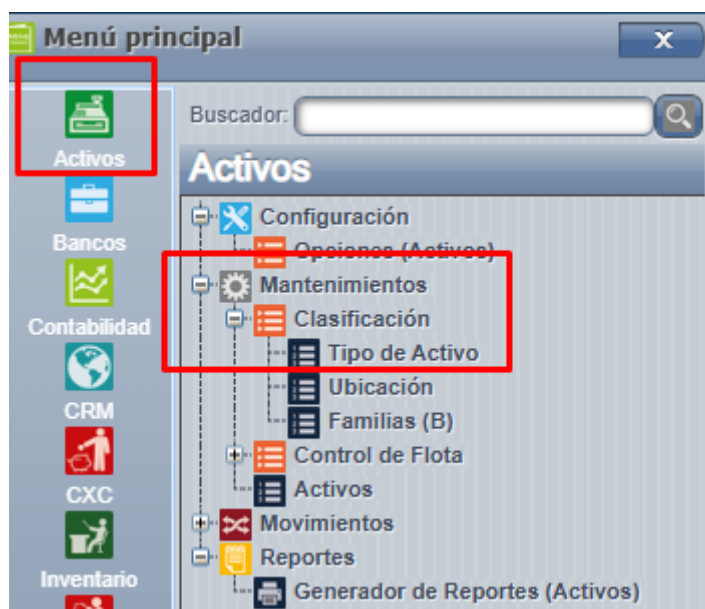 Menú principal
x
Activos
Bancos
Contabilidad
CRM
CXC
Inventario
Buscador:
Activos
Configuración
Opciones (Activos)
Mantenimientos
Clasificación
Tipo de Activo
Ubicación
Familias (B)
Control de Flota
Activos
Movimientos
Reportes
Generador de Reportes (Activos)